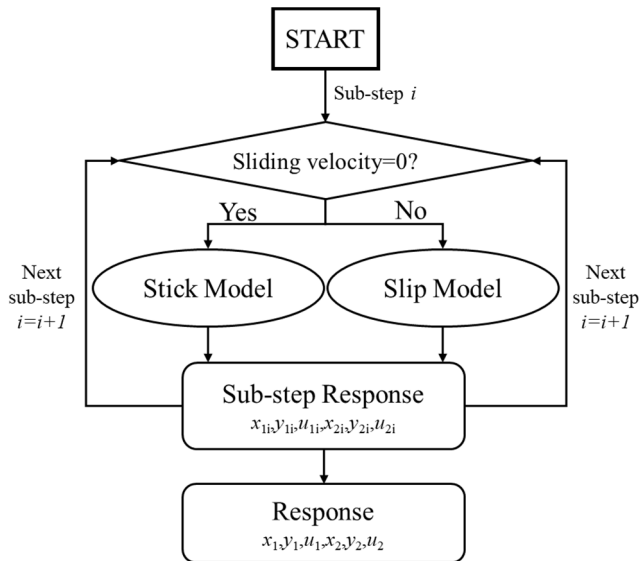 START
Sub-step i
Sliding velocity=0?
Yes
No
Next
sub-step
i=i+1
Stick Model
Slip Model
Next
sub-step
i=i+1
Sub-step Response
x₁ᵢ,y₁ᵢ,u₁ᵢ,x₂ᵢ,y₂ᵢ,u₂ᵢ
Response
x₁,y₁,u₁,x₂,y₂,u₂